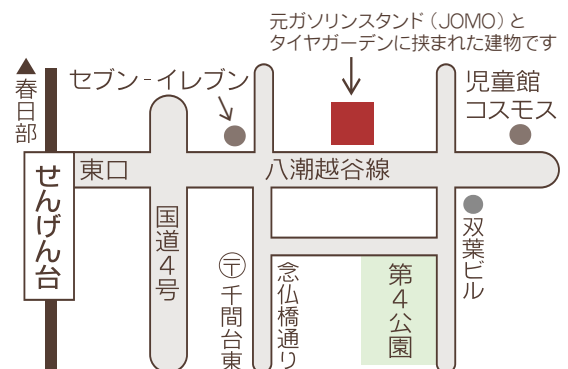 元ガソリンスタンド（JOMO）と
タイヤガーデンに挟まれた建物です
セブン-イレブン
児童館
コスモス
春日部
東口
八潮越谷線
せんげん台
国道4号
双葉ビル
〒千間台東
念仏橋通り
第4公園